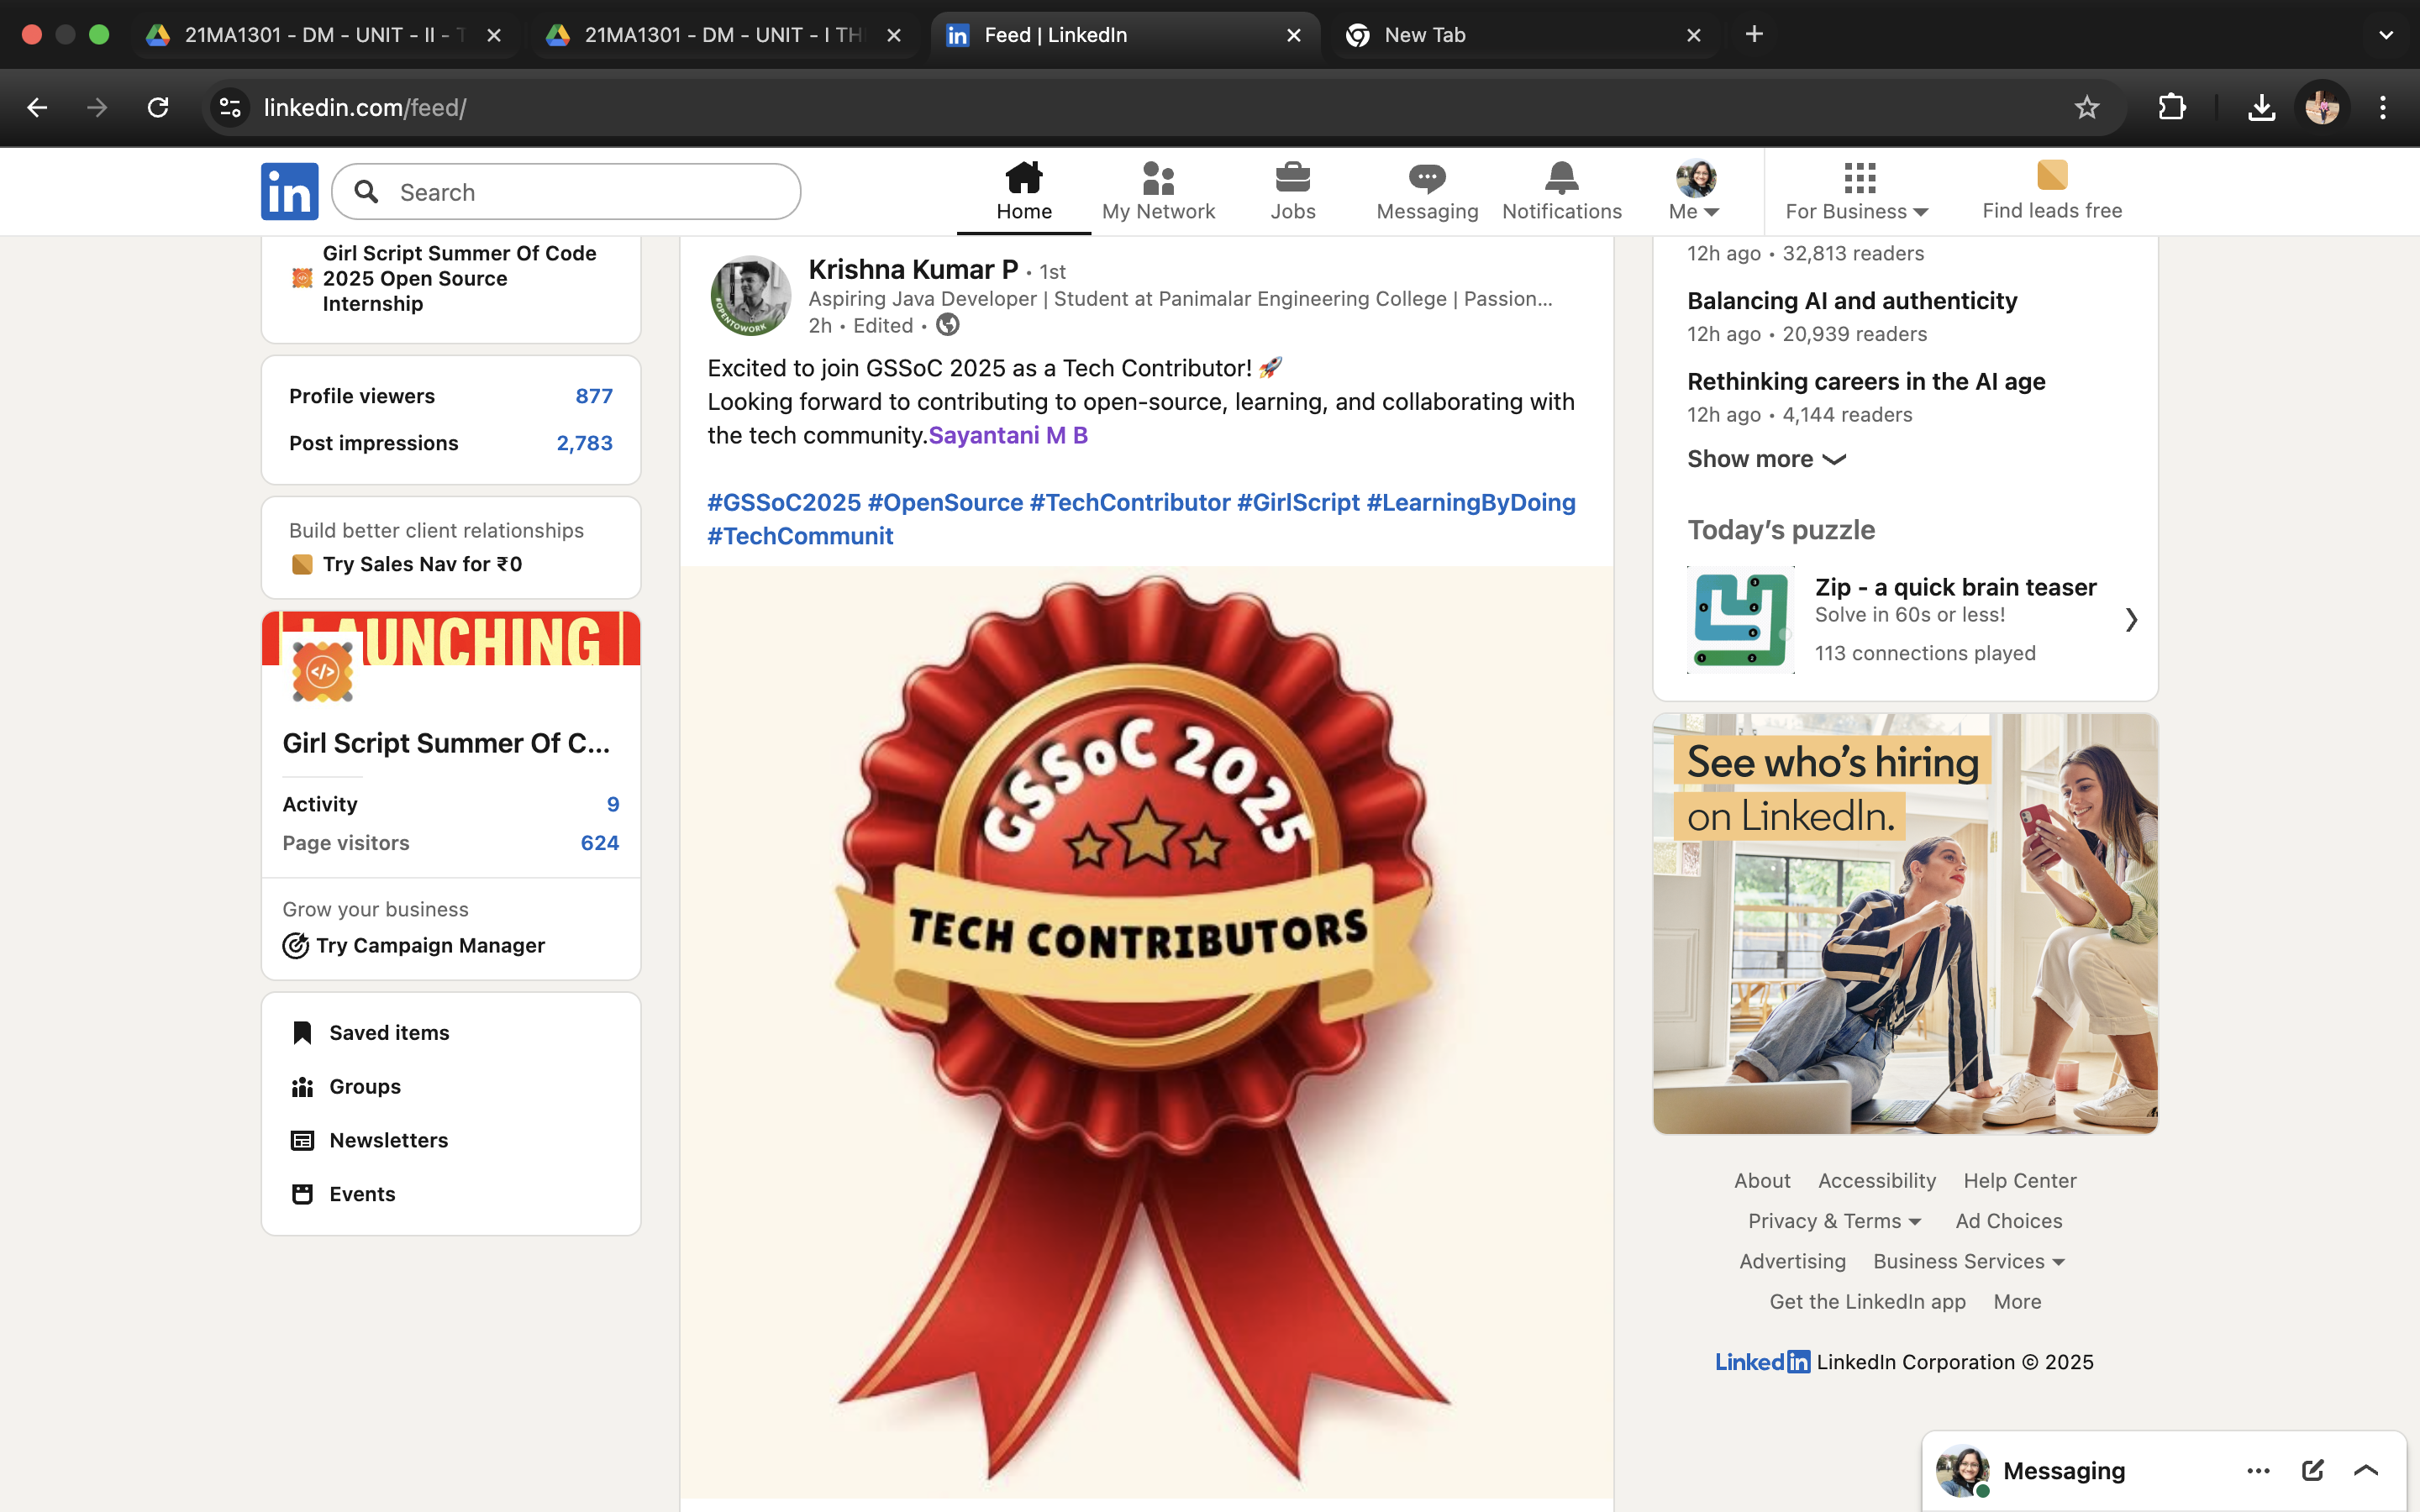 21MA1301 - DM - UNIT - II - T
21MA1301 - DM - UNIT - I TH
Feed | LinkedIn
New Tab
linkedin.com/feed/
in
Search
Home
My Network
Jobs
Messaging
Notifications
Me
For Business
Find leads free
Girl Script Summer Of Code
2025 Open Source
Internship
Profile viewers 877
Post impressions 2,783
Build better client relationships
Try Sales Nav for ₹0
LAUNCHING
</>
Girl Script Summer Of C...
Activity 9
Page visitors 624
Grow your business
Try Campaign Manager
Saved items
Groups
Newsletters
Events
#OPENTOWORK
Krishna Kumar P • 1st
Aspiring Java Developer | Student at Panimalar Engineering College | Passion...
2h • Edited •
Excited to join GSSoC 2025 as a Tech Contributor! 🚀
Looking forward to contributing to open-source, learning, and collaborating with
the tech community.Sayantani M B
#GSSoC2025 #OpenSource #TechContributor #GirlScript #LearningByDoing
#TechCommunit
GSSoC 2025
TECH CONTRIBUTORS
12h ago • 32,813 readers
Balancing AI and authenticity
12h ago • 20,939 readers
Rethinking careers in the AI age
12h ago • 4,144 readers
Show more
Today's puzzle
Zip - a quick brain teaser
Solve in 60s or less!
113 connections played
See who's hiring
on LinkedIn.
About Accessibility Help Center
Privacy & Terms Ad Choices
Advertising Business Services
Get the LinkedIn app More
LinkedIn LinkedIn Corporation © 2025
Messaging